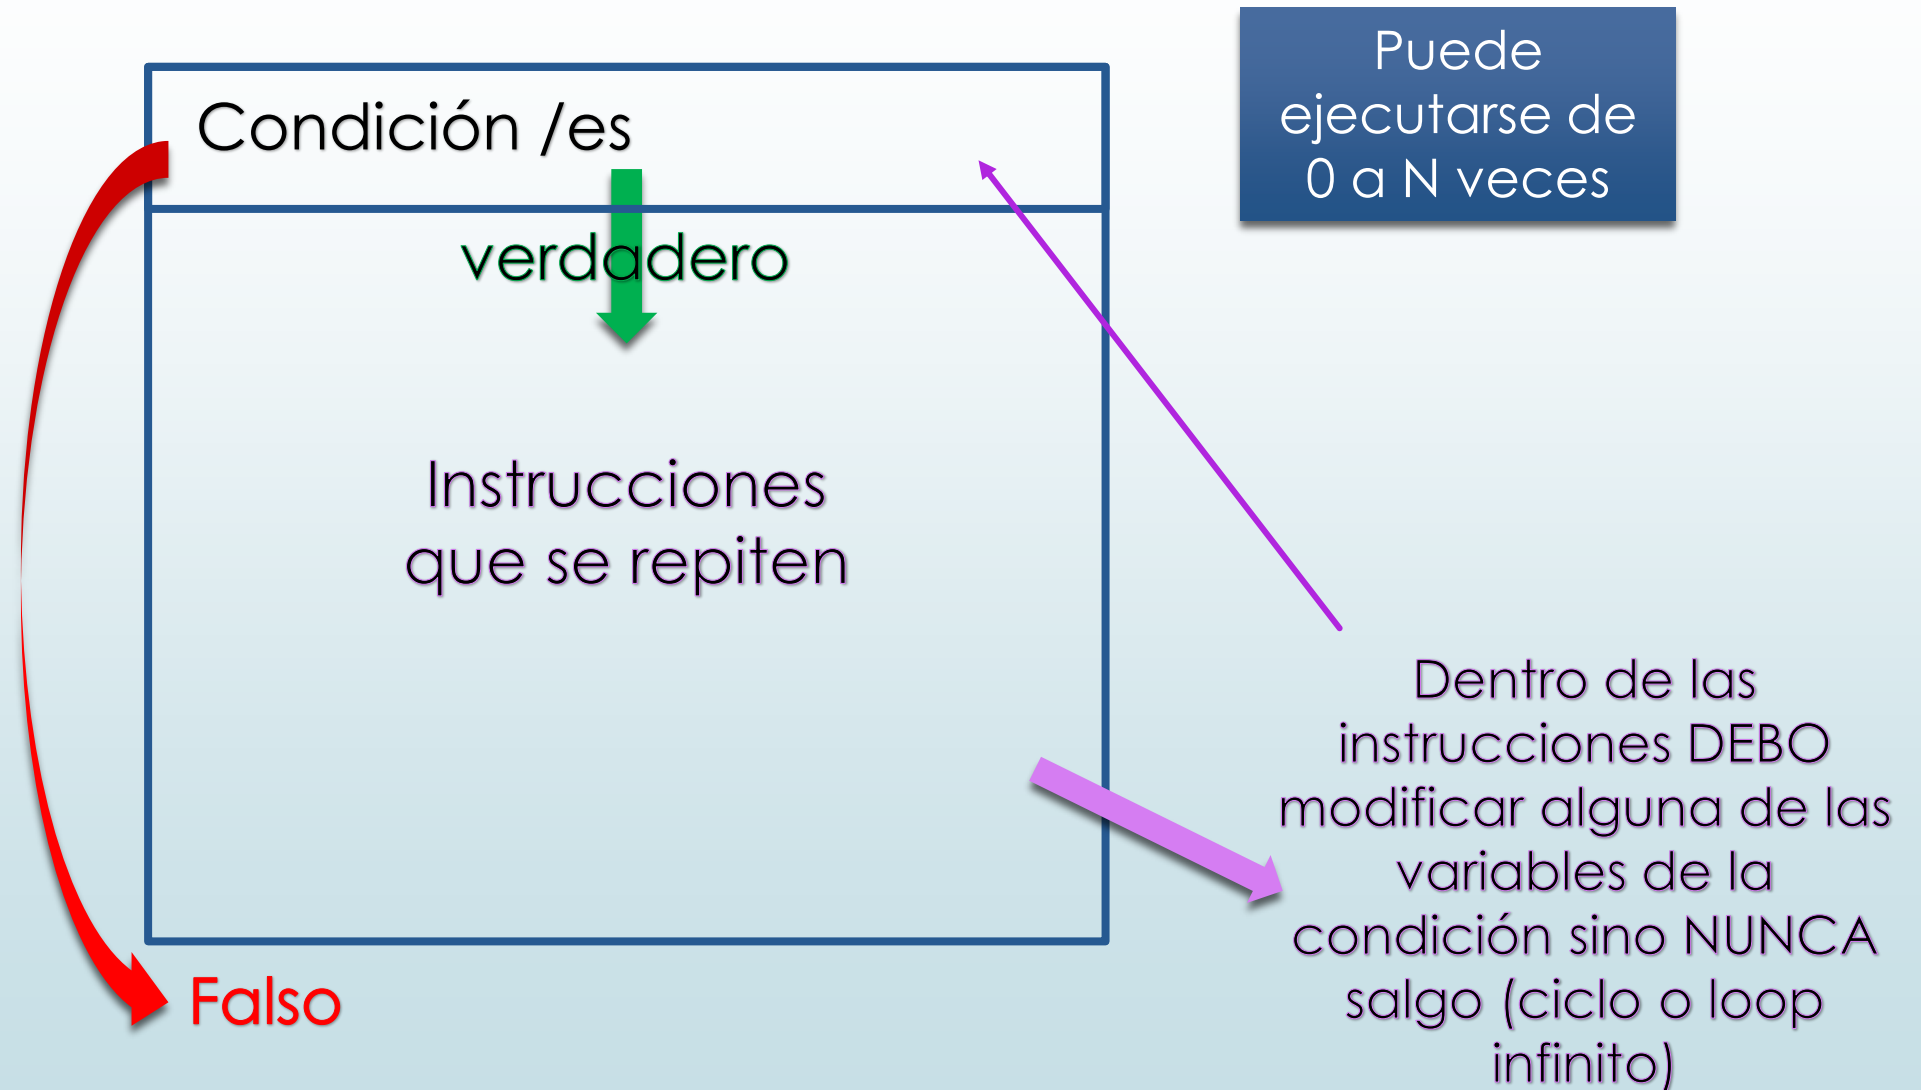 Condición /es
verdadero
Instrucciones
que se repiten
Falso
Puede
ejecutarse de
0 a N veces
Dentro de las
instrucciones DEBO
modificar alguna de las
variables de la
condición sino NUNCA
salgo (ciclo o loop
infinito)